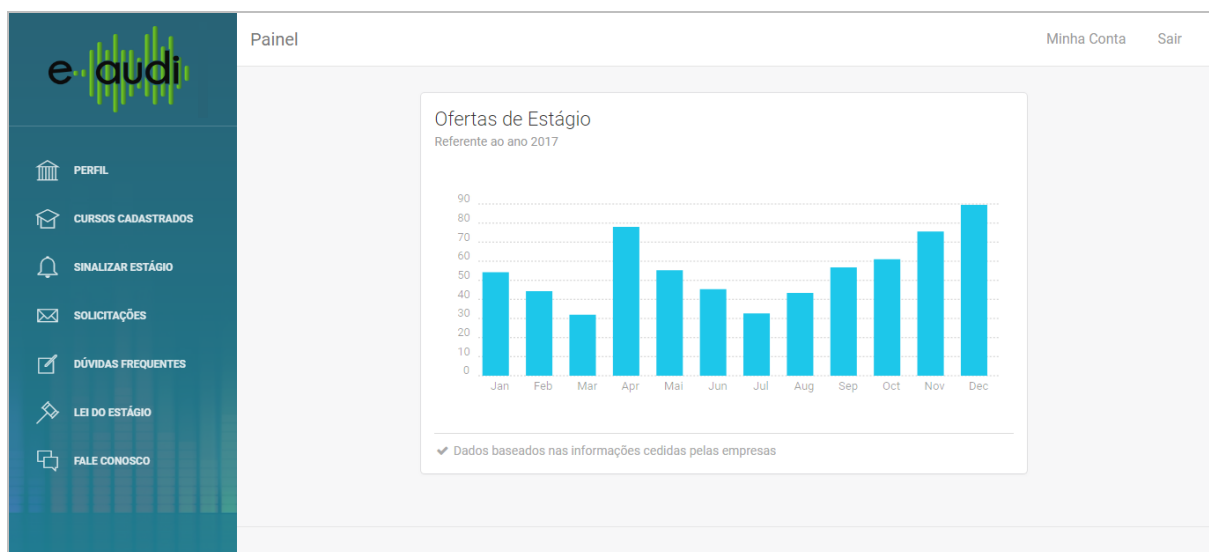 e-audi
Painel
Minha Conta
Sair
PERFIL
CURSOS CADASTRADOS
SINALIZAR ESTÁGIO
SOLICITAÇÕES
DÚVIDAS FREQUENTES
LEI DO ESTÁGIO
FALE CONOSCO
Ofertas de Estágio
Referente ao ano 2017
90
80
70
60
50
40
30
20
10
0
Jan Feb Mar Apr Mai Jun Jul Aug Sep Oct Nov Dec
Dados baseados nas informações cedidas pelas empresas